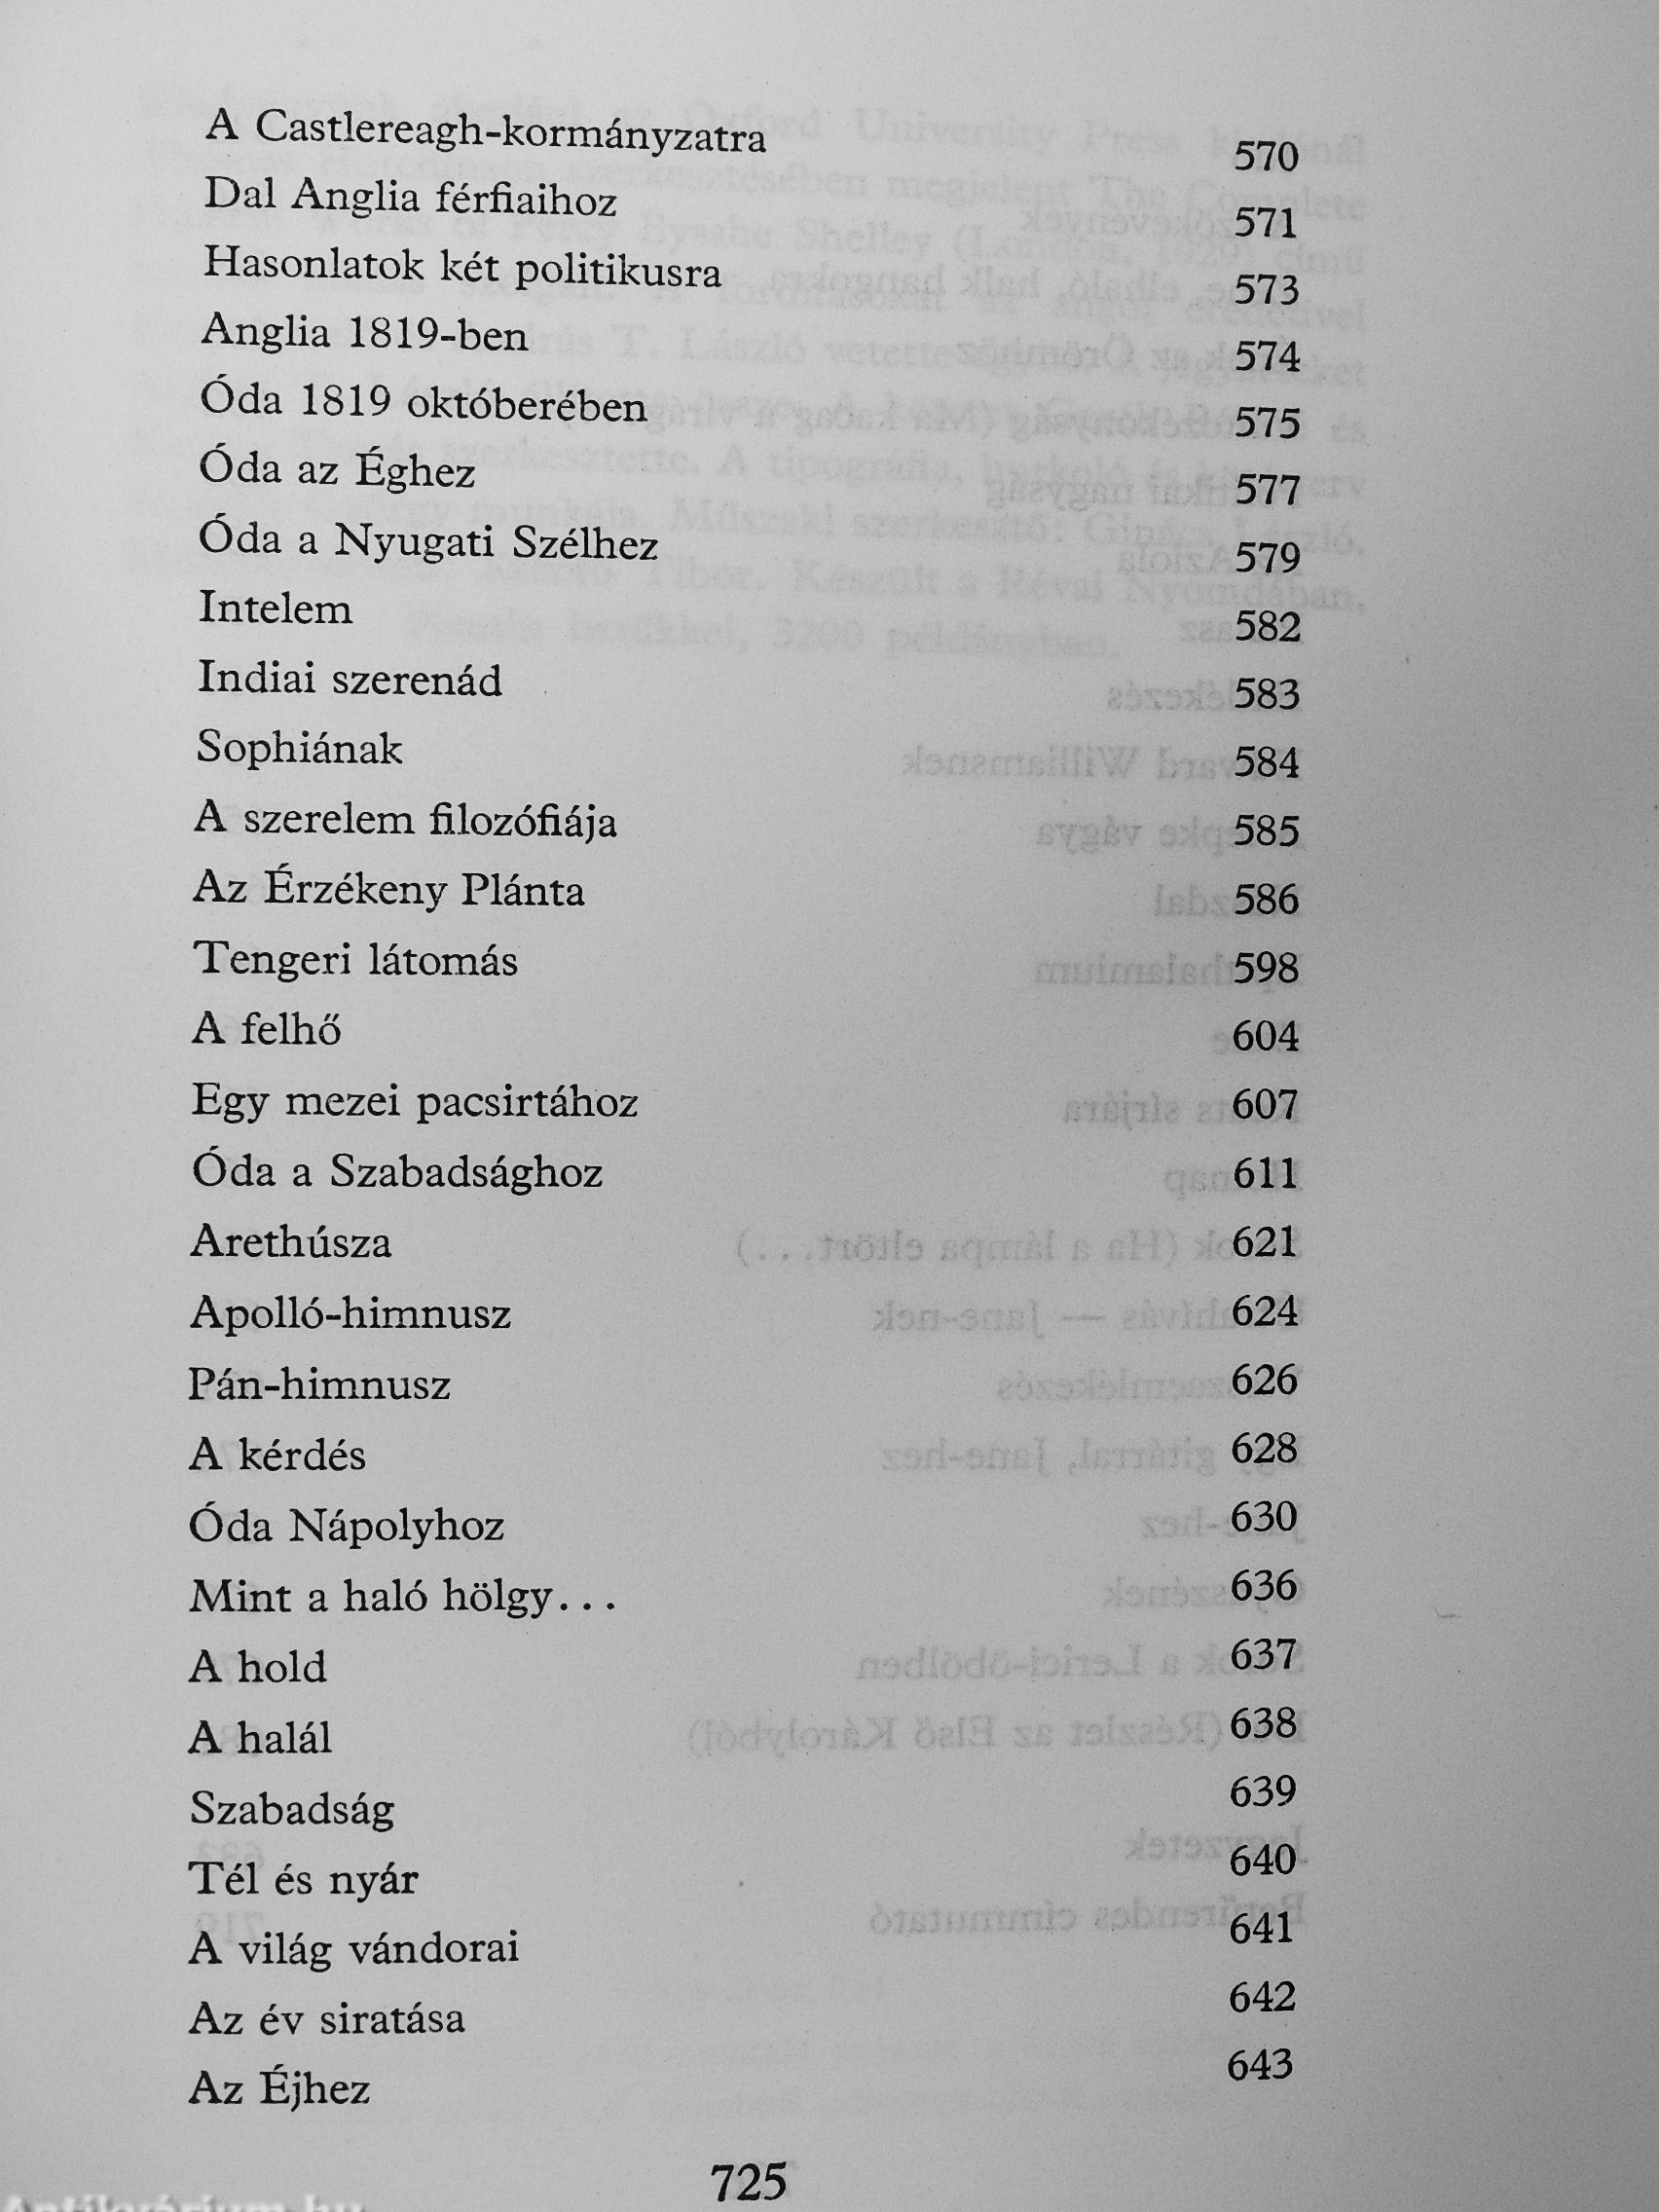 A Castlereagh-kormányzatra 570
Dal Anglia férfiaihoz 571
Hasonlatok két politikusra 573
Anglia 1819-ben 574
Óda 1819 októberében 575
Óda az Éghez 577
Óda a Nyugati Szélhez 579
Intelem 582
Indiai szerenád 583
Sophiának 584
A szerelem filozófiája 585
Az Érzékeny Plánta 586
Tengeri látomás 598
A felhő 604
Egy mezei pacsirtához 607
Óda a Szabadsághoz 611
Arethúsza 621
Apolló-himnusz 624
Pán-himnusz 626
A kérdés 628
Óda Nápolyhoz 630
Mint a haló hölgy... 636
A hold 637
A halál 638
Szabadság 639
Tél és nyár 640
A világ vándorai 641
Az év siratása 642
Az Éjhez 643
725
Antikvárium.hu